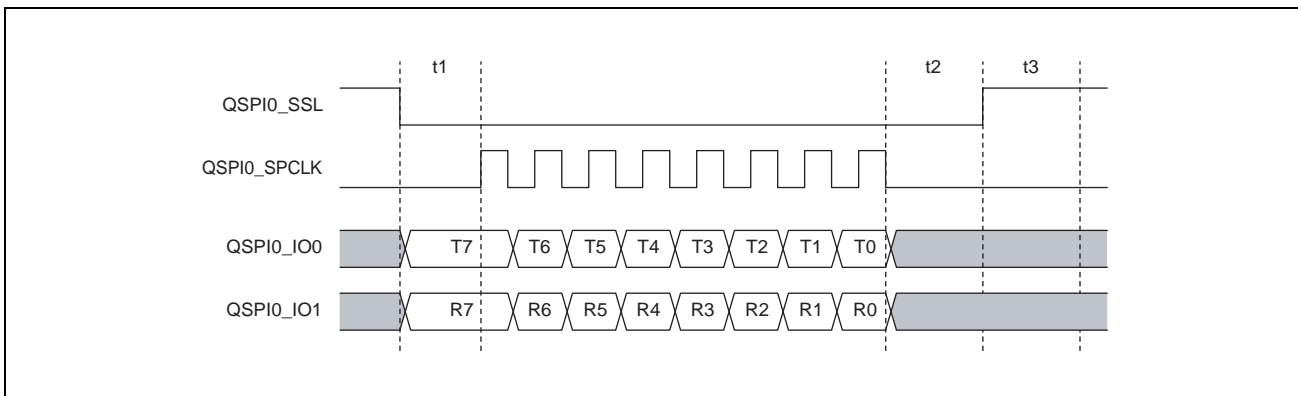 t1 t2 t3
QSPI0_SSL
QSPI0_SPCLK
QSPI0_IO0 T7 T6 T5 T4 T3 T2 T1 T0
QSPI0_IO1 R7 R6 R5 R4 R3 R2 R1 R0